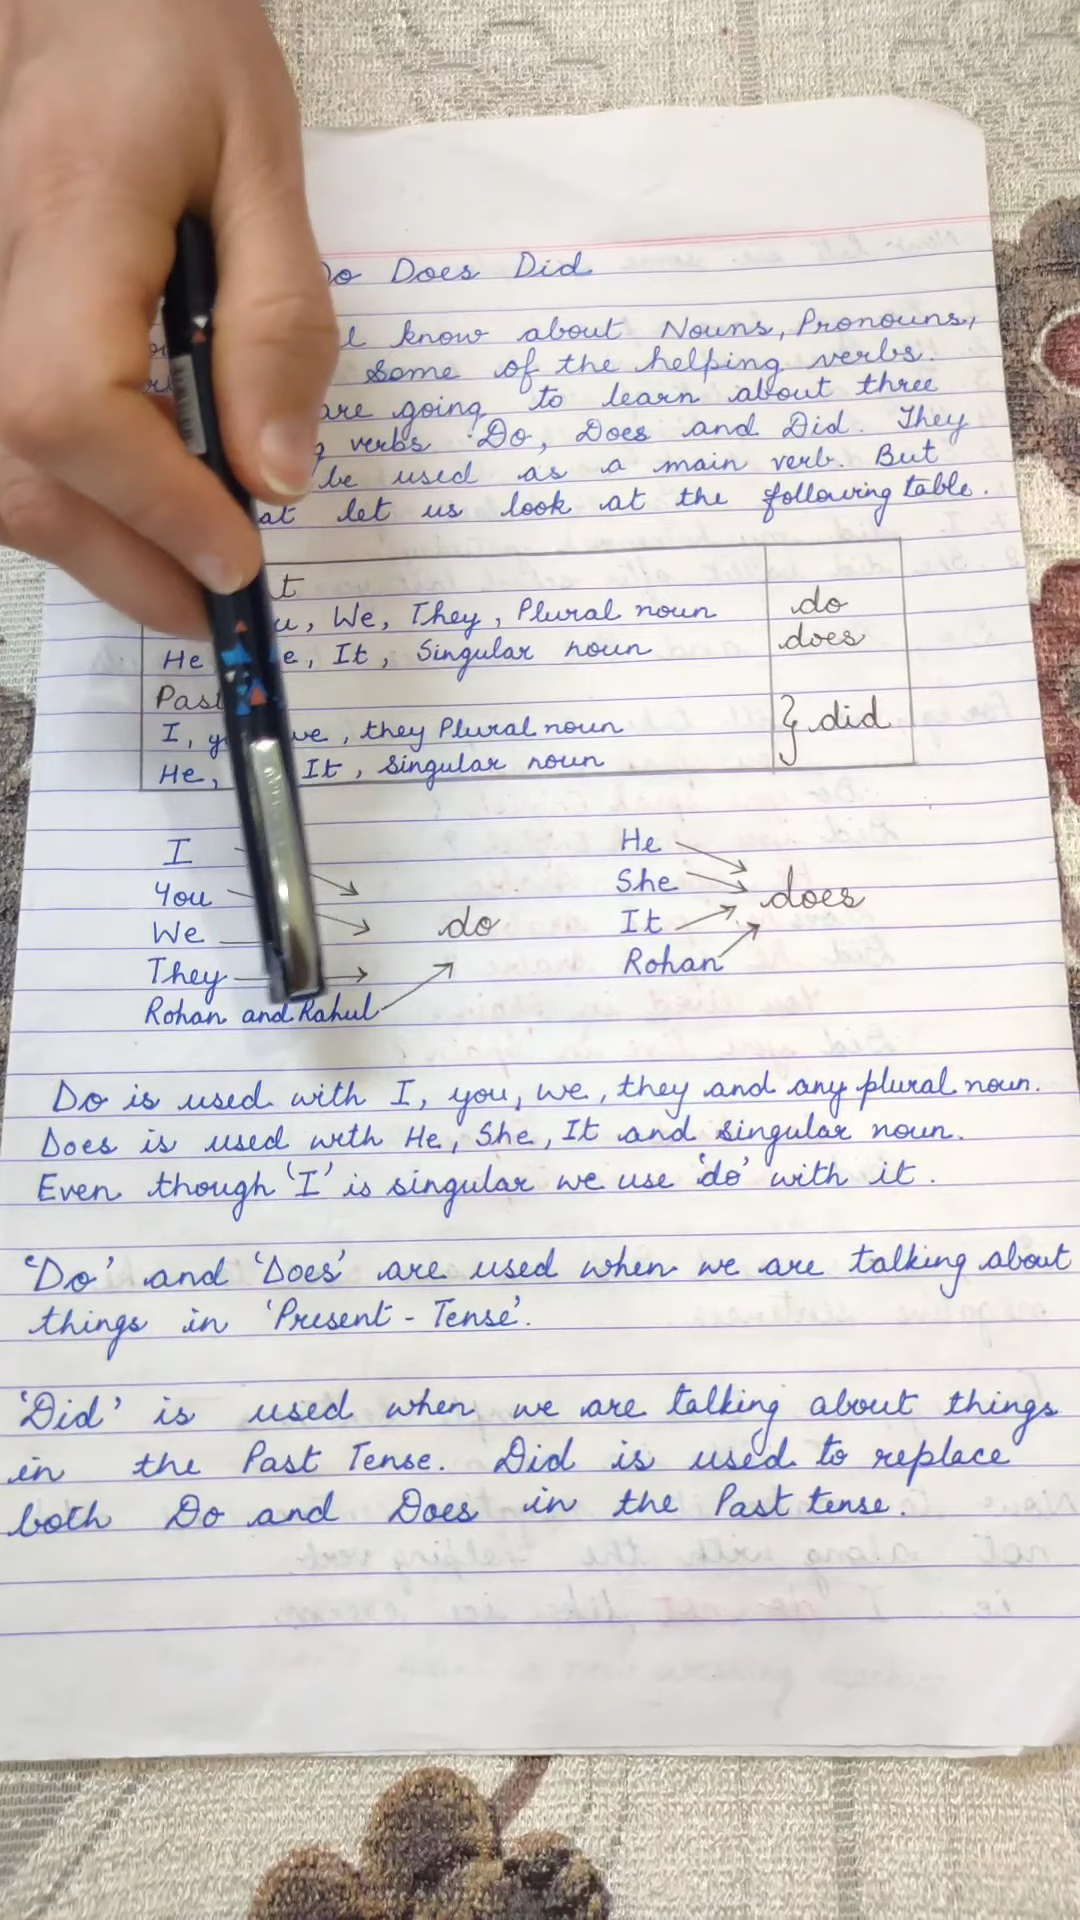 Do Does Did
know about Nouns, Pronouns,
some of the helping verbs.
are going to learn about three
verbs Do, Does and Did. They
be used as a main verb. But
let us look at the following table.
We, They, Plural noun do
He It, Singular noun does
Past
I, we, they Plural noun } did
He, It, singular noun
I He
You She does
We do It
They Rohan
Rohan and Rahul
Do is used with I, you, we, they and any plural noun.
Does is used with He, She, It and singular noun.
Even though 'I' is singular we use 'do' with it.
'Do' and 'Does' are used when we are talking about
things in 'Present - Tense'.
'Did' is used when we are talking about things
in the Past Tense. Did is used to replace
both Do and Does in the Past tense.